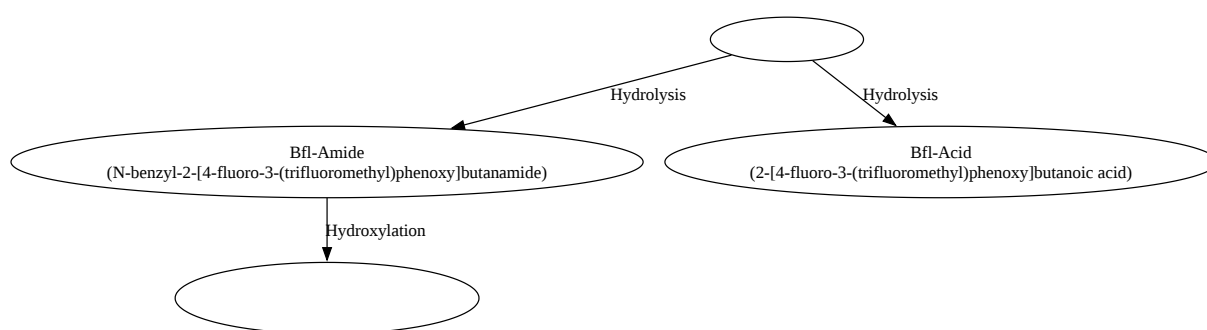 Hydrolysis
Hydrolysis
Bfl-Amide
(N-benzyl-2-[4-fluoro-3-(trifluoromethyl)phenoxy]butanamide)
Bfl-Acid
(2-[4-fluoro-3-(trifluoromethyl)phenoxy]butanoic acid)
Hydroxylation